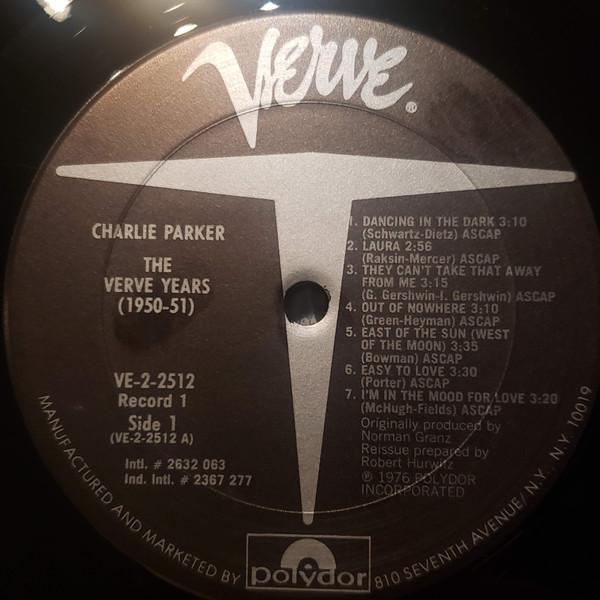 Verve®
CHARLIE PARKER
THE
VERVE YEARS
(1950-51)
VE-2-2512
Record 1
Side 1
(VE-2-2512 A)
Intl. # 2632 063
Ind. Intl. # 2367 277
1. DANCING IN THE DARK 3:10
(Schwartz-Dietz) ASCAP
2. LAURA 2:56
(Raksin-Mercer) ASCAP
3. THEY CAN'T TAKE THAT AWAY
FROM ME 3:15
(G. Gershwin-I. Gershwin) ASCAP
4. OUT OF NOWHERE 3:10
(Green-Heyman) ASCAP
5. EAST OF THE SUN (WEST
OF THE MOON) 3:35
(Bowman) ASCAP
6. EASY TO LOVE 3:30
(Porter) ASCAP
7. I'M IN THE MOOD FOR LOVE 3:20
(McHugh-Fields) ASCAP
Originally produced by
Norman Granz
Reissue prepared by
Robert Hurwitz
℗ 1976 POLYDOR
INCORPORATED
MANUFACTURED AND MARKETED BY polydor 810 SEVENTH AVENUE/ N.Y., N.Y. 10019